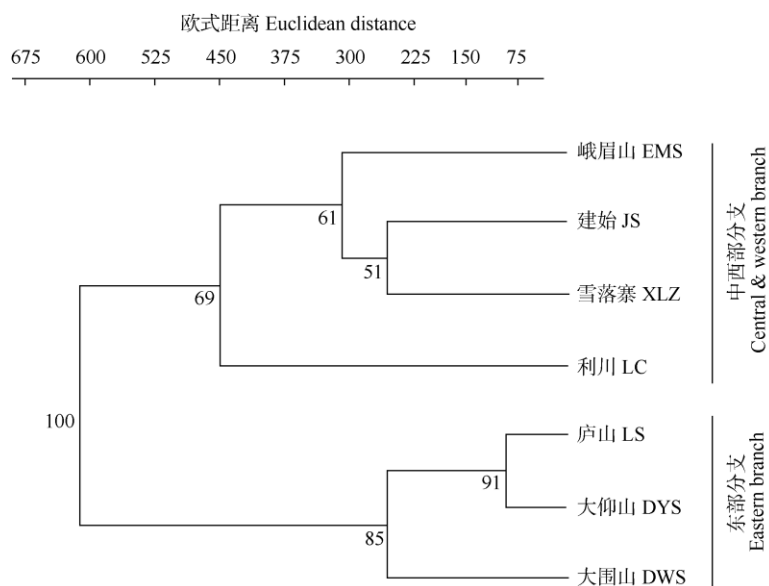 欧式距离 Euclidean distance
675 600 525 450 375 300 225 150 75
峨眉山 EMS
61
建始 JS
51
雪落寨 XLZ
69
利川 LC
中西部分支
Central & western branch
100
庐山 LS
91
大仰山 DYS
85
大围山 DWS
东部分支
Eastern branch